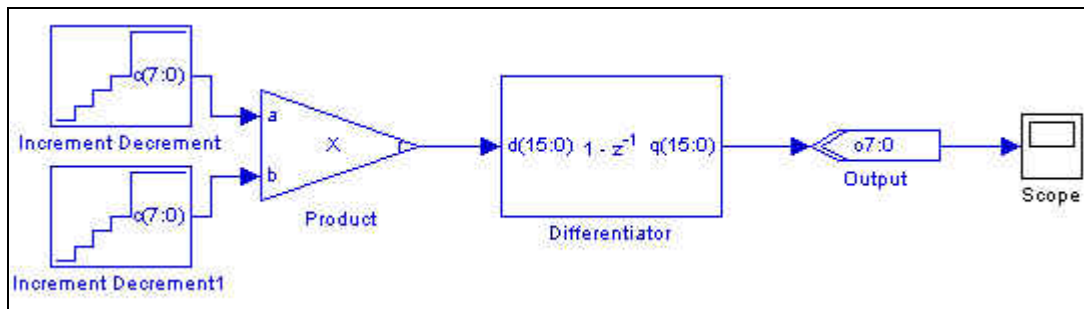 c(7:0)
Increment Decrement
c(7:0)
Increment Decrement1
a
b
X
r
Product
d(15:0) 1 - z⁻¹ q(15:0)
Differentiator
o7:0
Output
Scope